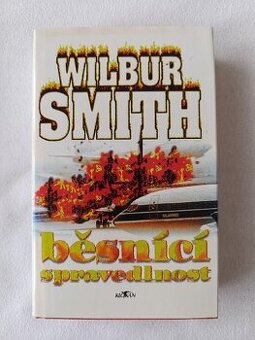 WILBUR
SMITH
běsnící
spravedlnost